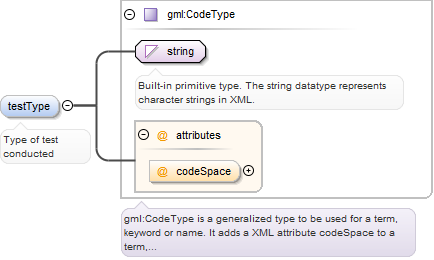 gml:CodeType
string
Built-in primitive type. The string datatype represents
character strings in XML.
testType
Type of test
conducted
@ attributes
@ codeSpace
gml:CodeType is a generalized type to be used for a term,
keyword or name. It adds a XML attribute codeSpace to a
term,...